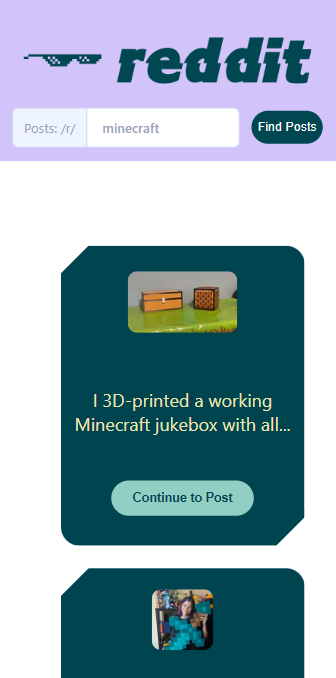 reddit
Posts: /r/ minecraft Find Posts
I 3D-printed a working
Minecraft jukebox with all...
Continue to Post